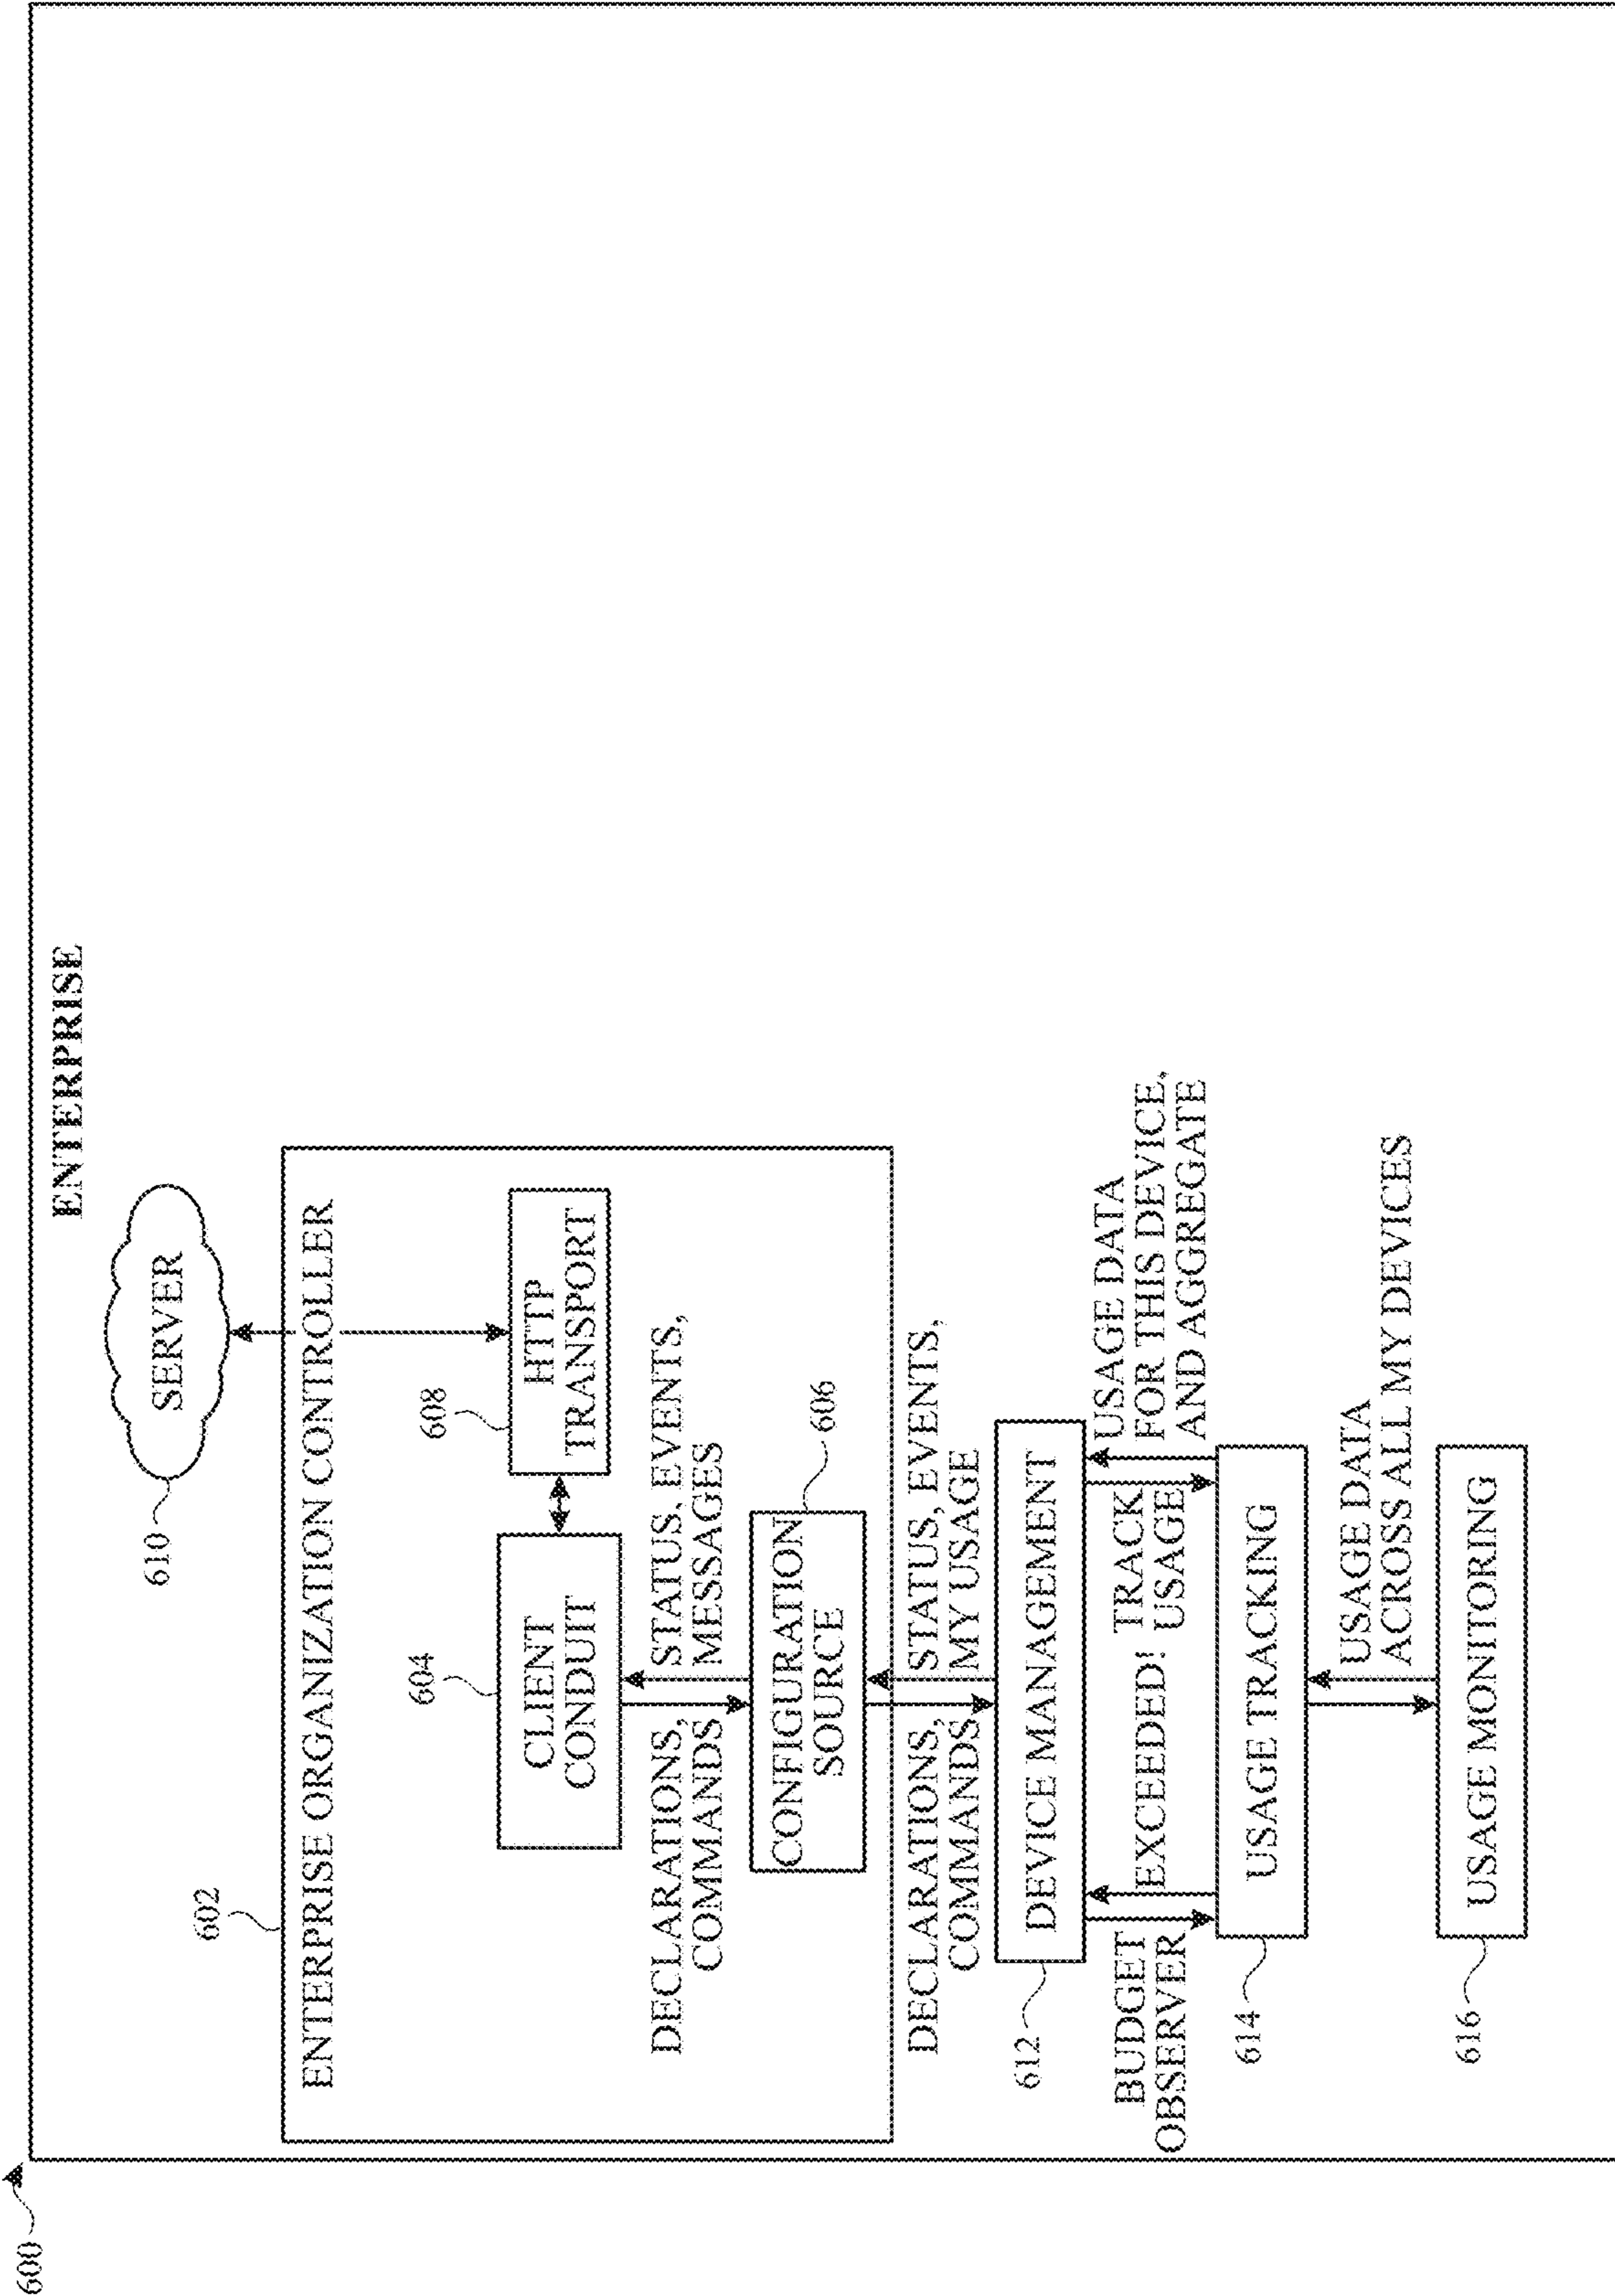 600
ENTERPRISE
610
SERVER
602
ENTERPRISE ORGANIZATION CONTROLLER
604
CLIENT
CONDUIT
608
HTTP
TRANSPORT
DECLARATIONS,
COMMANDS
STATUS, EVENTS,
MESSAGES
CONFIGURATION
SOURCE
606
DECLARATIONS,
COMMANDS
STATUS, EVENTS,
MY USAGE
612
DEVICE MANAGEMENT
BUDGET
OBSERVER
EXCEEDED!
TRACK
USAGE
USAGE DATA
FOR THIS DEVICE,
AND AGGREGATE
614
USAGE TRACKING
USAGE DATA
ACROSS ALL MY DEVICES
616
USAGE MONITORING